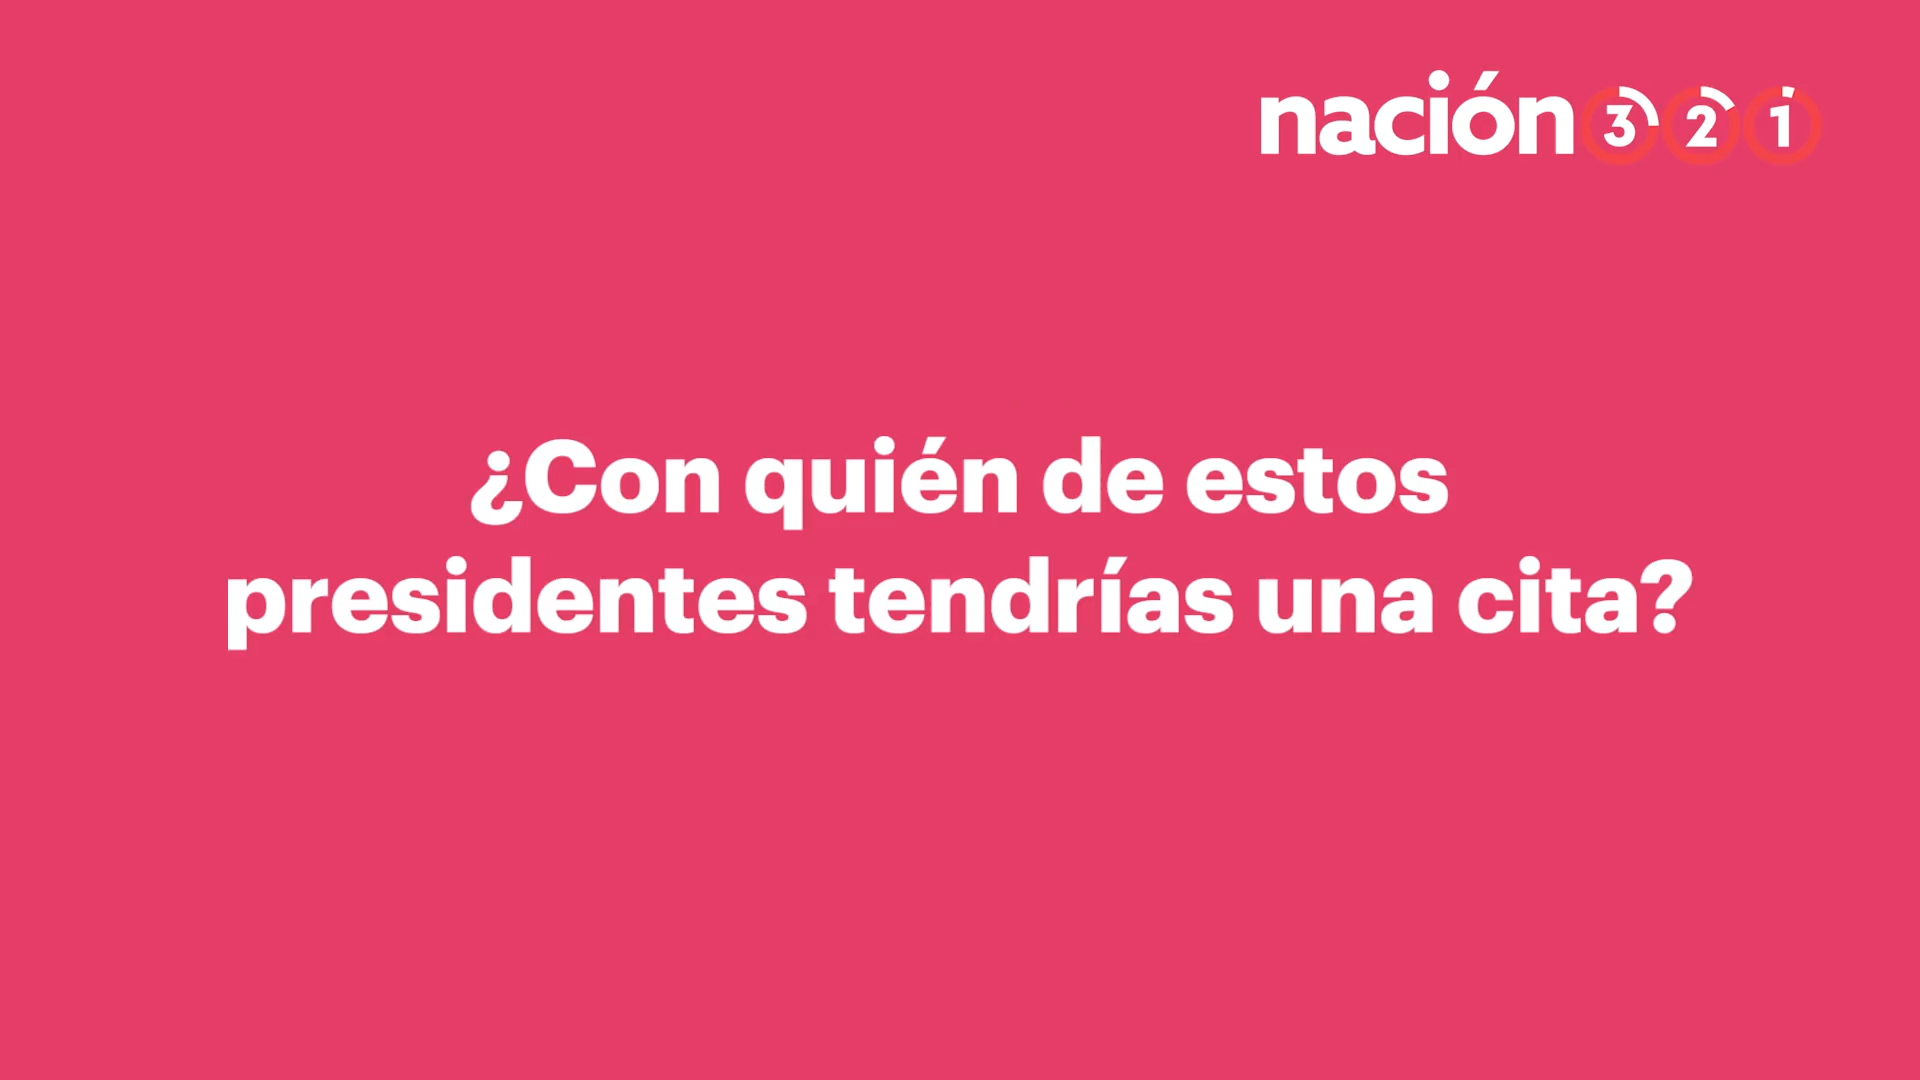 nación321
¿Con quién de estos
presidentes tendrías una cita?